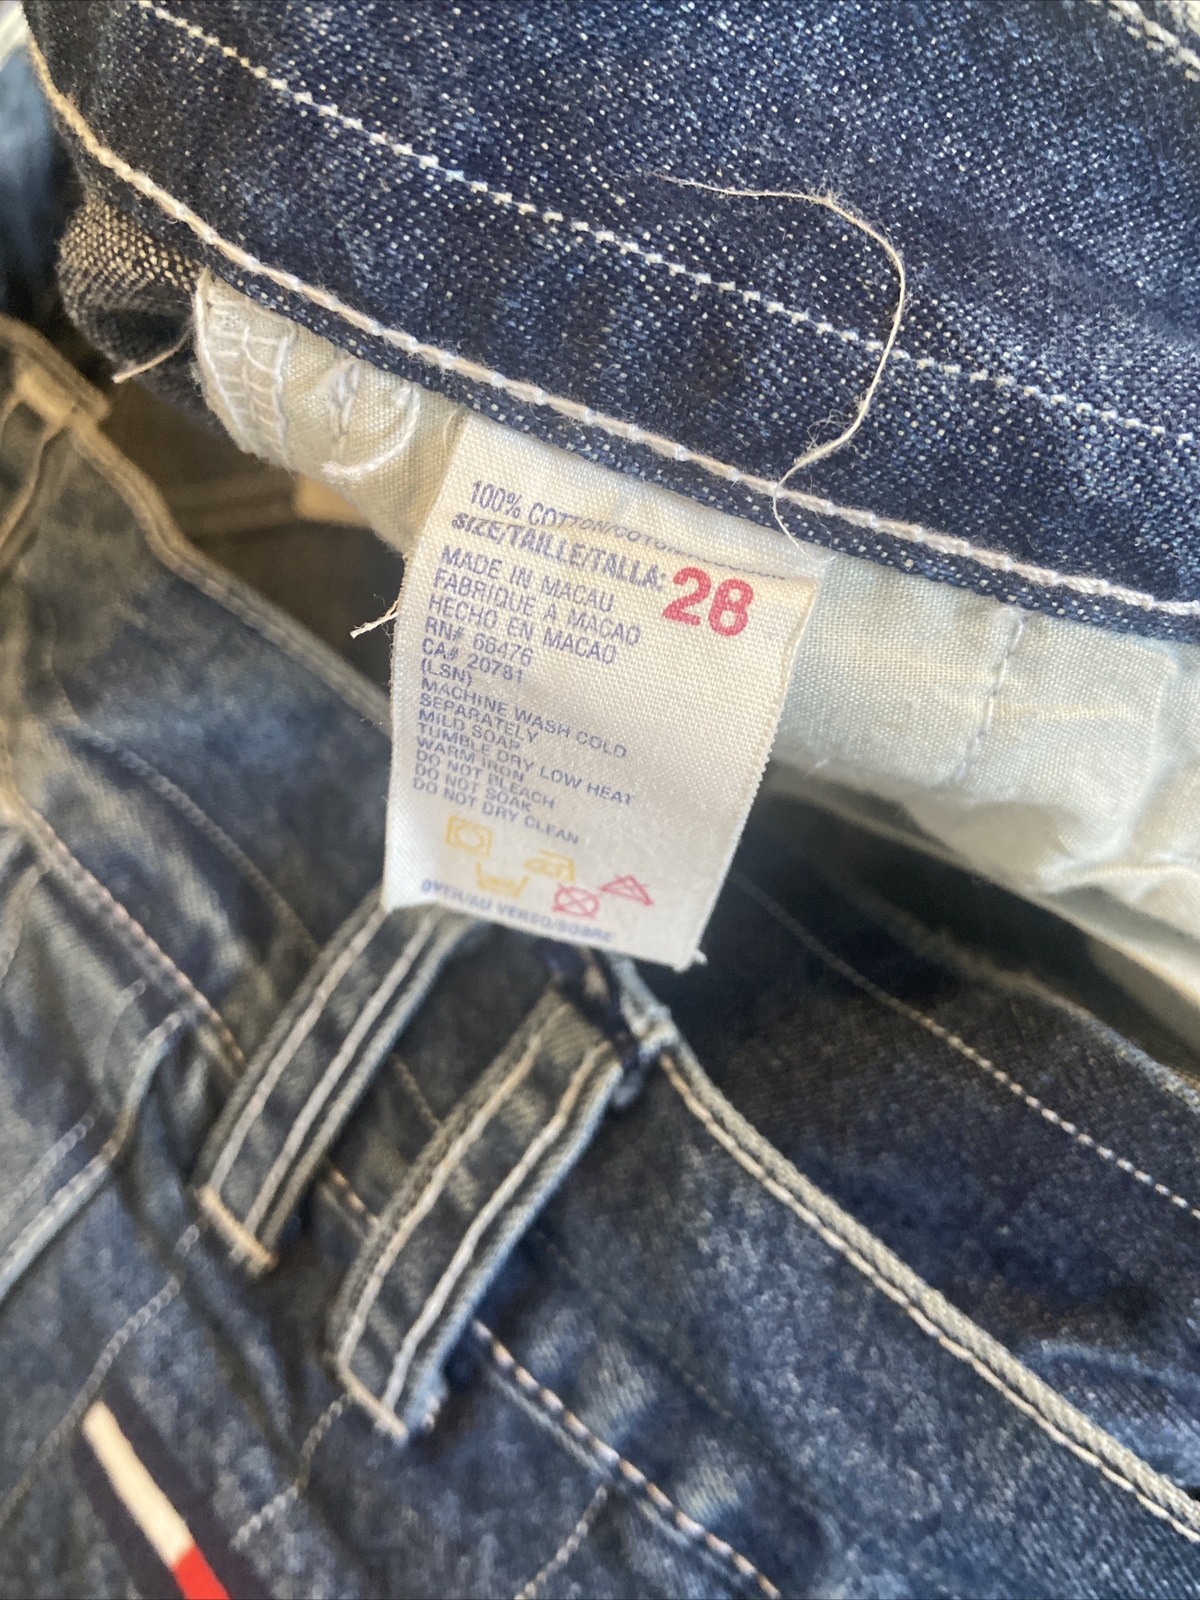 100% COTTON/COTON
SIZE/TAILLE/TALLA: 28
MADE IN MACAU
FABRIQUE A MACAO
HECHO EN MACAO
RN# 66476
CA# 20781
(LSN)
MACHINE WASH COLD
SEPARATELY
MILD SOAP
TUMBLE DRY LOW HEAT
WARM IRON
DO NOT BLEACH
DO NOT SOAK
DO NOT DRY CLEAN
OVER/AU VERSO/SOBRE